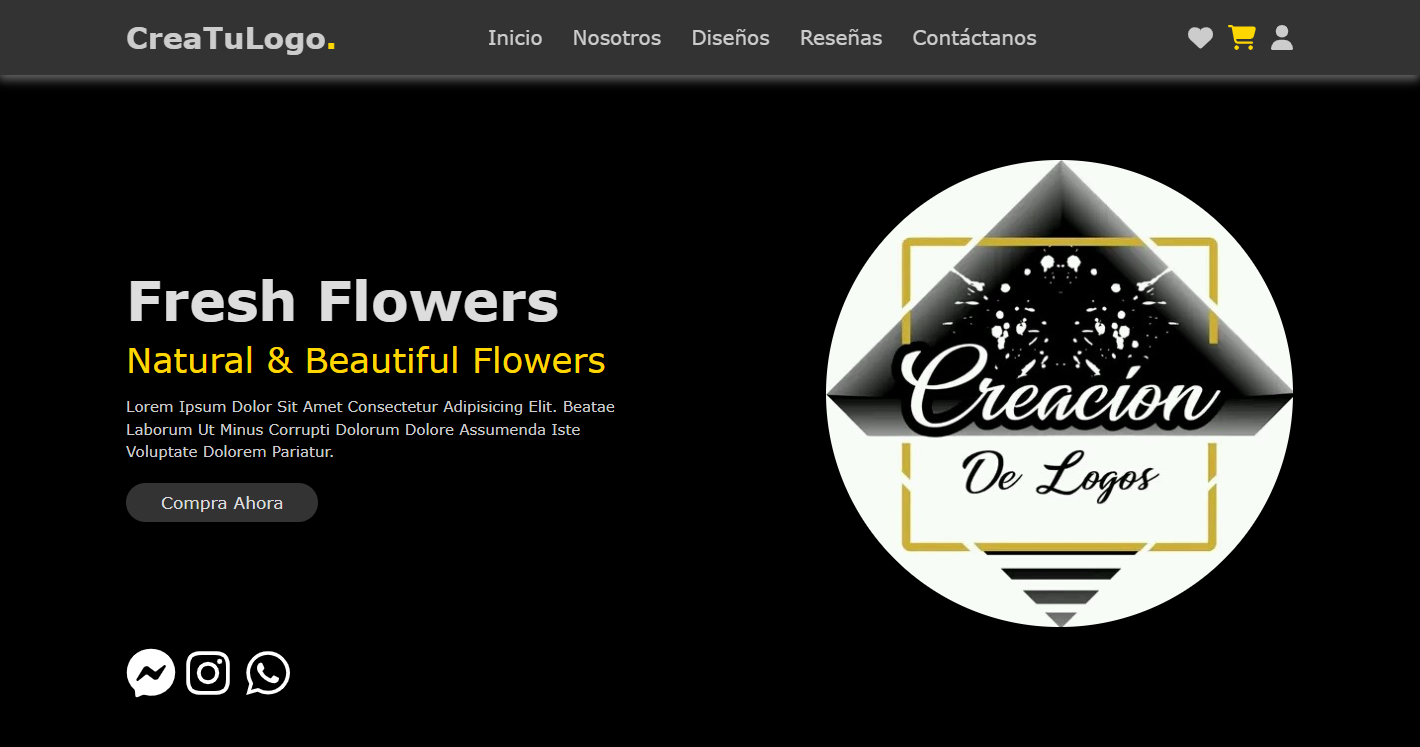 CreaTuLogo.
Inicio Nosotros Diseños Reseñas Contáctanos
Fresh Flowers
Natural & Beautiful Flowers
Lorem Ipsum Dolor Sit Amet Consectetur Adipisicing Elit. Beatae
Laborum Ut Minus Corrupti Dolorum Dolore Assumenda Iste
Voluptate Dolorem Pariatur.
Compra Ahora
Creacion
De Logos